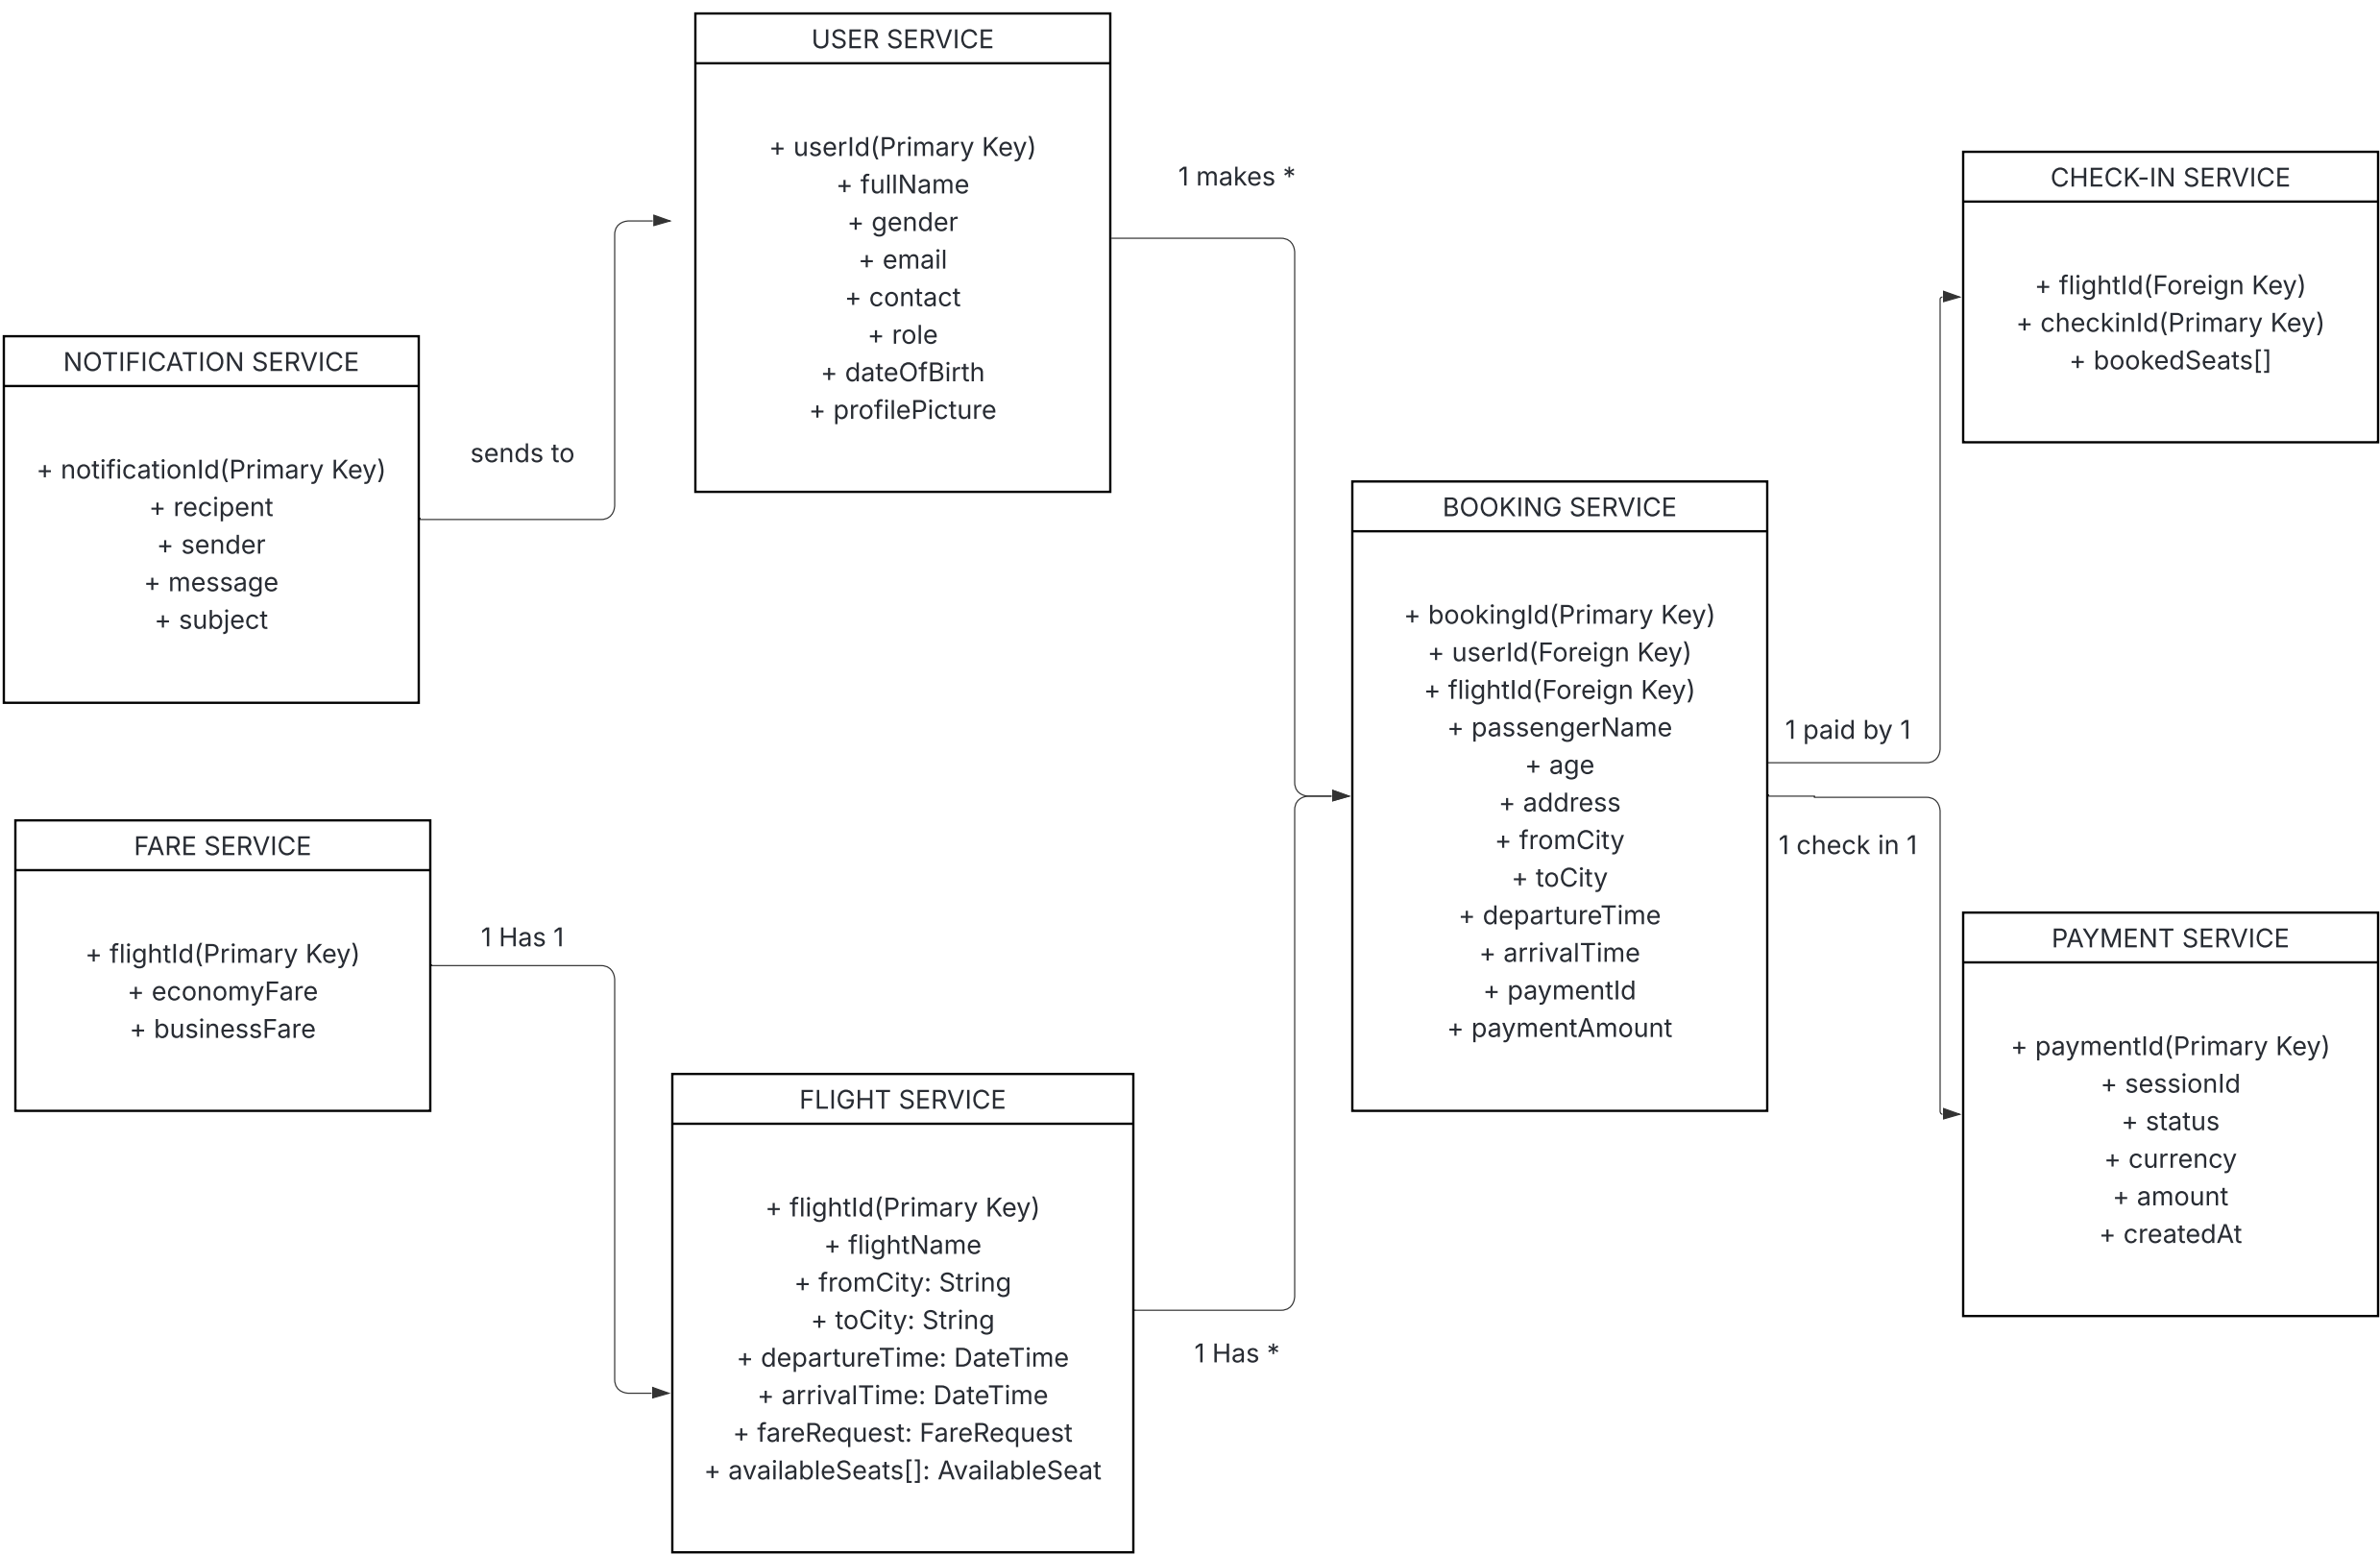 USER SERVICE
+ userId(Primary Key)
+ fullName
+ gender
+ email
+ contact
+ role
+ dateOfBirth
+ profilePicture
1 makes *
CHECK-IN SERVICE
+ flightId(Foreign Key)
+ checkinId(Primary Key)
+ bookedSeats[]
NOTIFICATION SERVICE
+ notificationId(Primary Key)
+ recipent
+ sender
+ message
+ subject
sends to
BOOKING SERVICE
+ bookingId(Primary Key)
+ userId(Foreign Key)
+ flightId(Foreign Key)
+ passengerName
+ age
+ address
+ fromCity
+ toCity
+ departureTime
+ arrivalTime
+ paymentId
+ paymentAmount
1 paid by 1
1 check in 1
FARE SERVICE
+ flightId(Primary Key)
+ economyFare
+ businessFare
1 Has 1
PAYMENT SERVICE
+ paymentId(Primary Key)
+ sessionId
+ status
+ currency
+ amount
+ createdAt
FLIGHT SERVICE
+ flightId(Primary Key)
+ flightName
+ fromCity: String
+ toCity: String
+ departureTime: DateTime
+ arrivalTime: DateTime
+ fareRequest: FareRequest
+ availableSeats[]: AvailableSeat
1 Has *